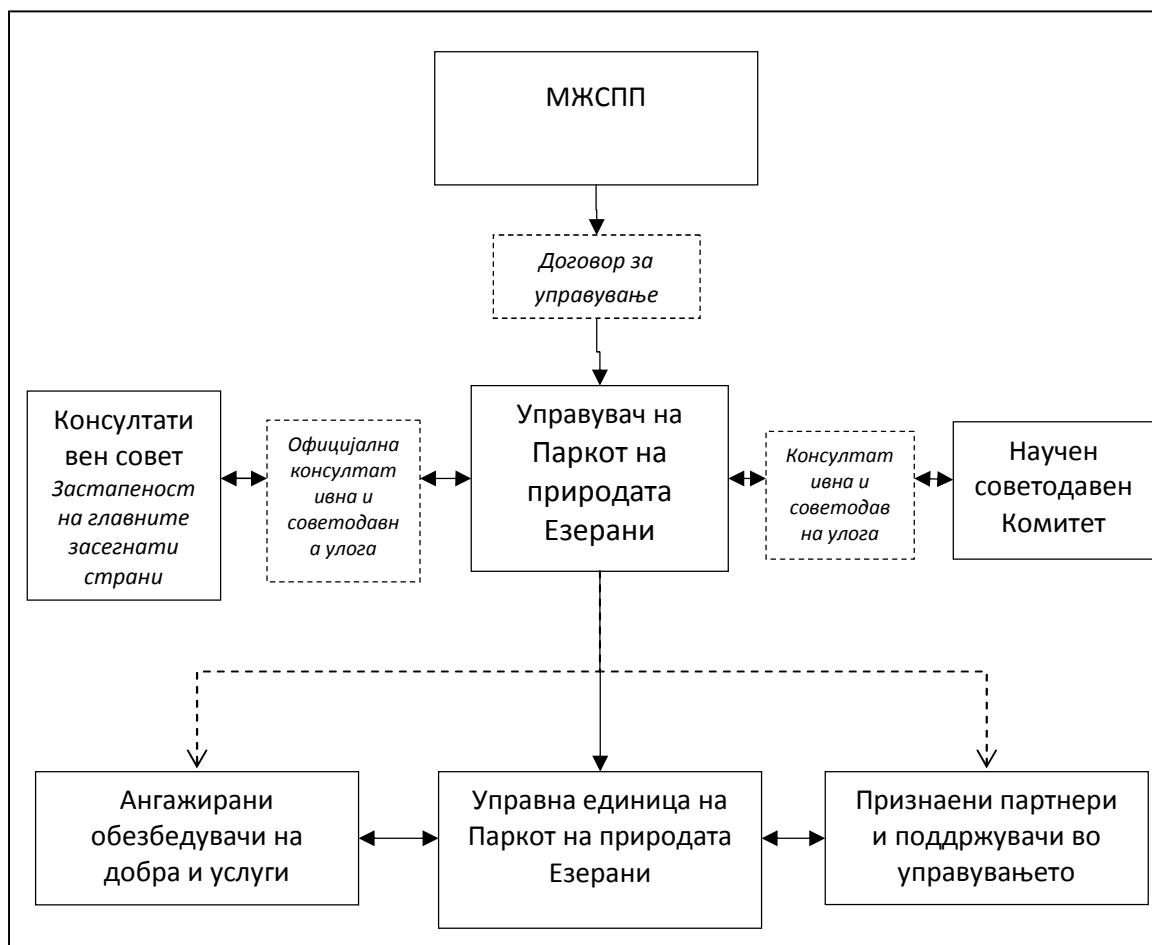 МЖСПП
Договор за
управување
Консултати
вен совет
Застапеност
на главните
засегнати
страни
Официјална
консултат
ивна и
советодавн
а улога
Управувач на
Паркот на
природата
Езерани
Консултат
ивна и
советодав
на улога
Научен
советодавен
Комитет
Ангажирани
обезбедувачи на
добра и услуги
Управна единица на
Паркот на природата
Езерани
Признаени партнери
и поддржувачи во
управувањето